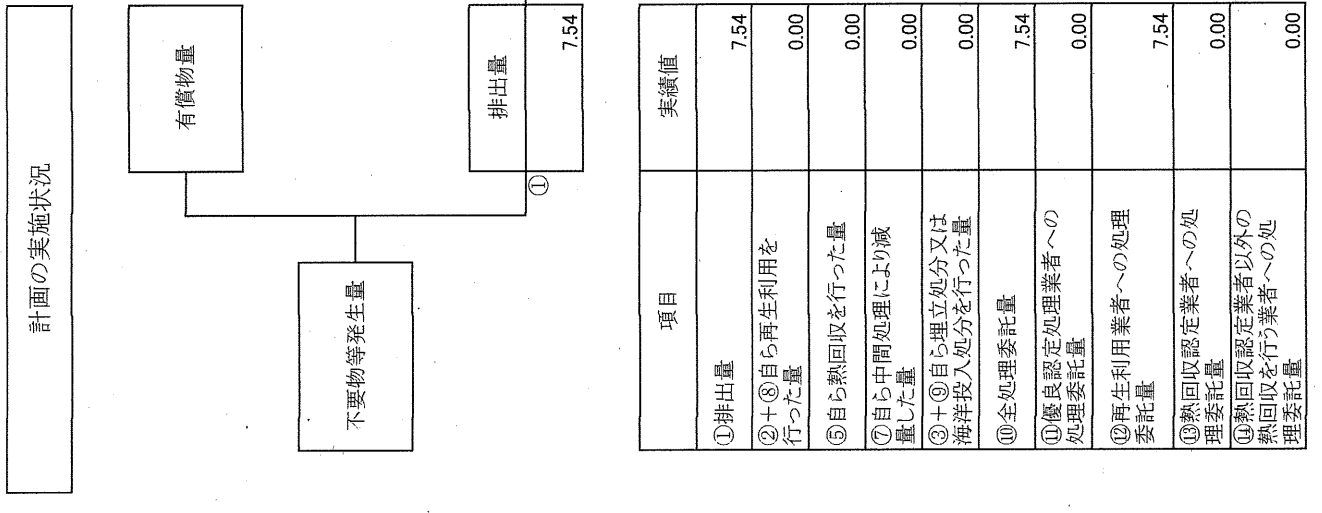 計画の実施状況
有償物量
不要物等発生量
①
排出量
7.54
項目
実績値
①排出量
7.54
②+⑧自ら再生利用を
行った量
0.00
⑤自ら熱回収を行った量
0.00
⑦自ら中間処理により減
量した量
0.00
③+⑨自ら埋立処分又は
海洋投入処分を行った量
0.00
⑩全処理委託量
7.54
⑪優良認定処理業者への
処理委託量
0.00
⑫再生利用業者への処理
委託量
7.54
⑬熱回収認定業者への処
理委託量
0.00
⑭熱回収認定業者以外の
熱回収を行う業者への処
理委託量
0.00